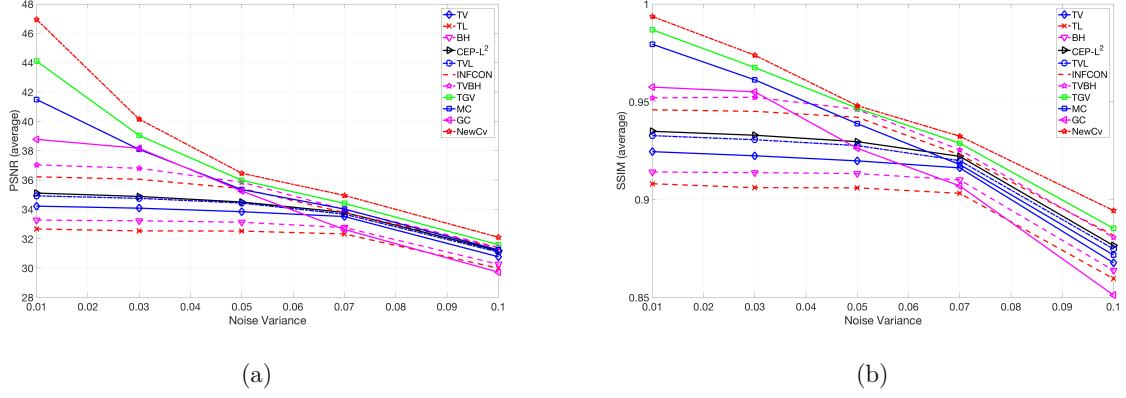 48
46
44
42
40
38
36
34
32
30
28
PSNR (average)
0.01 0.02 0.03 0.04 0.05 0.06 0.07 0.08 0.09 0.1
Noise Variance
TV
TL
BH
CEP-L²
TVL
INFCON
TVBH
TGV
MC
GC
NewCv
(a)
1
0.95
0.9
0.85
SSIM (average)
0.01 0.02 0.03 0.04 0.05 0.06 0.07 0.08 0.09 0.1
Noise Variance
TV
TL
BH
CEP-L²
TVL
INFCON
TVBH
TGV
MC
GC
NewCv
(b)